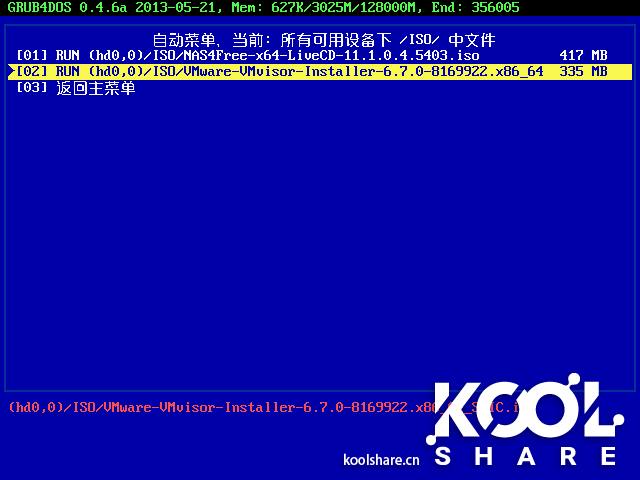 GRUB4DOS 0.4.6a 2013-05-21, Mem: 627K/3025M/128000M, End: 356005
自动菜单，当前：所有可用设备下 /ISO/ 中文件
[01] RUN (hd0,0)/ISO/NAS4Free-x64-LiveCD-11.1.0.4.5403.iso 417 MB
[02] RUN (hd0,0)/ISO/VMware-VMvisor-Installer-6.7.0-8169922.x86_64 335 MB
[03] 返回主菜单
(hd0,0)/ISO/VMware-VMvisor-Installer-6.7.0-8169922.x86
KOOL
koolshare.cn SHARE